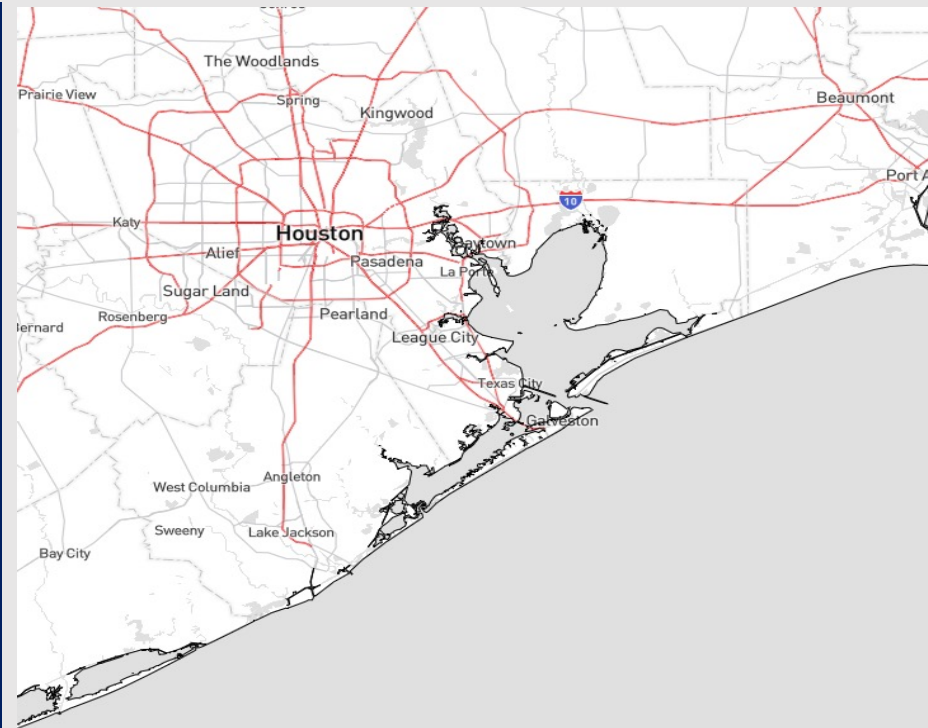 The Woodlands
Prairie View
Spring
Beaumont
Kingwood
Port A
10
Katy
Houston
Baytown
Alief
Pasadena
La Porte
Sugar Land
Rosenberg
Pearland
ernard
League City
Texas City
Galveston
Angleton
West Columbia
Sweeny
Lake Jackson
Bay City